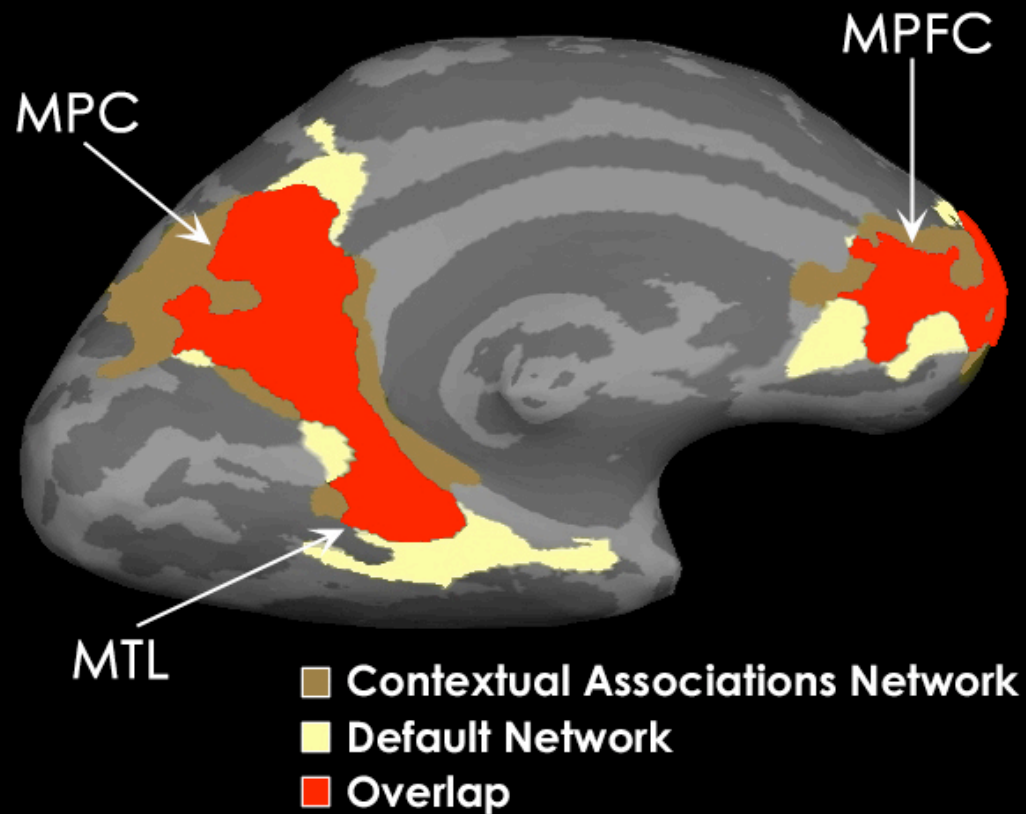 MPFC
MPC
MTL
Contextual Associations Network
Default Network
Overlap